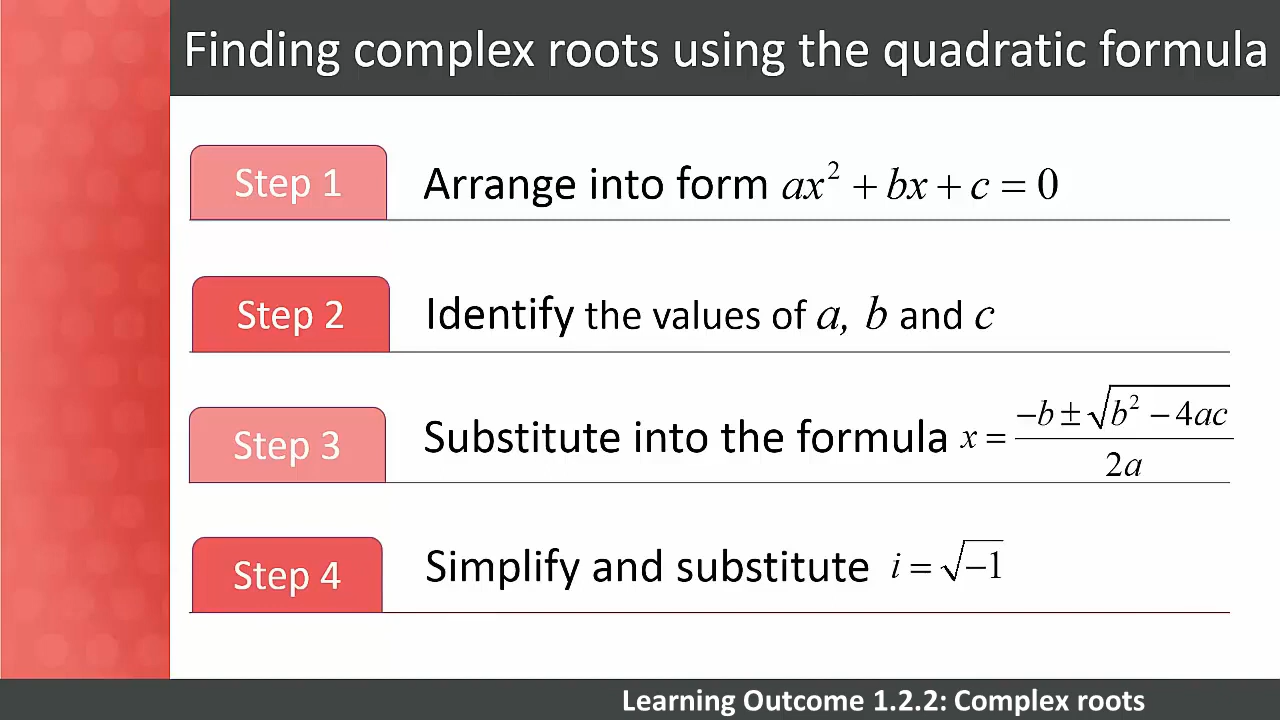 Finding complex roots using the quadratic formula
Step 1 Arrange into form ax² + bx + c = 0
Step 2 Identify the values of a, b and c
Step 3 Substitute into the formula x = (−b ± √(b² − 4ac)) / 2a
Step 4 Simplify and substitute i = √−1
Learning Outcome 1.2.2: Complex roots